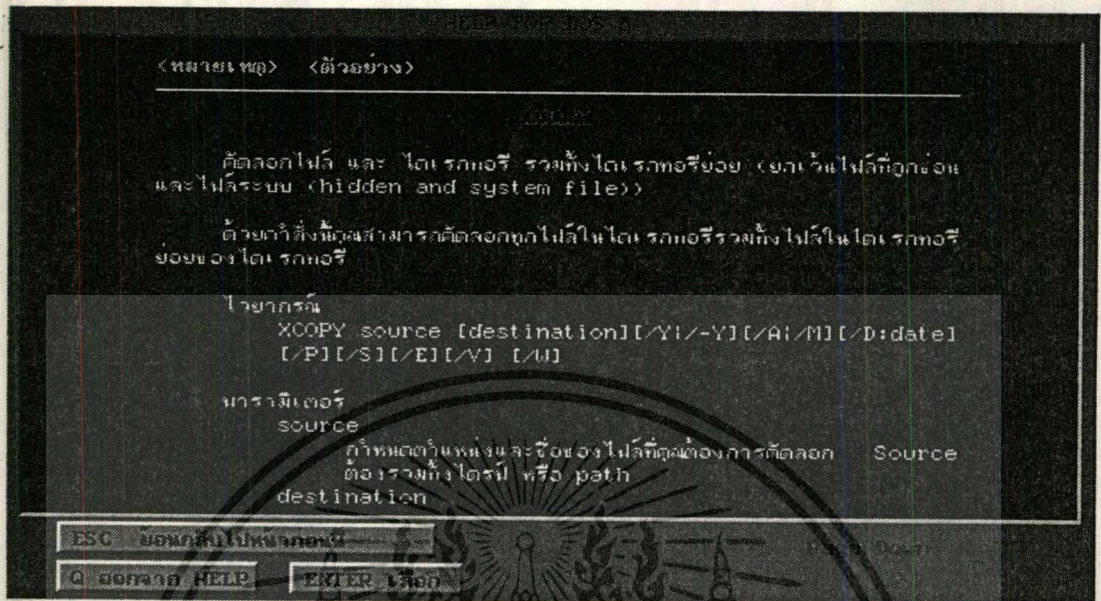 HELP FOR DOS 6
<หมายเหตุ> <ตัวอย่าง>
XCOPY
คัดลอกไฟล์ และ ไดเรกทอรี รวมทั้งไดเรกทอรีย่อย (ยกเว้นไฟล์ที่ถูกซ่อน
และไฟล์ระบบ (hidden and system file))
ด้วยคำสั่งนี้คุณสามารถคัดลอกทุกไฟล์ในไดเรกทอรีรวมทั้งไฟล์ในไดเรกทอรี
ย่อยของไดเรกทอรี
ไวยากรณ์
XCOPY source [destination][/Y|/-Y][/A|/M][/D:date]
[/P][/S][/E][/V] [/W]
พารามิเตอร์
source
กำหนดตำแหน่งและชื่อของไฟล์ที่คุณต้องการคัดลอก Source
ต้องรวมทั้งไดรฟ์ หรือ path
destination
ESC ย้อนกลับไปหน้าก่อนนี้
Down
Q ออกจาก HELP ENTER เลือก